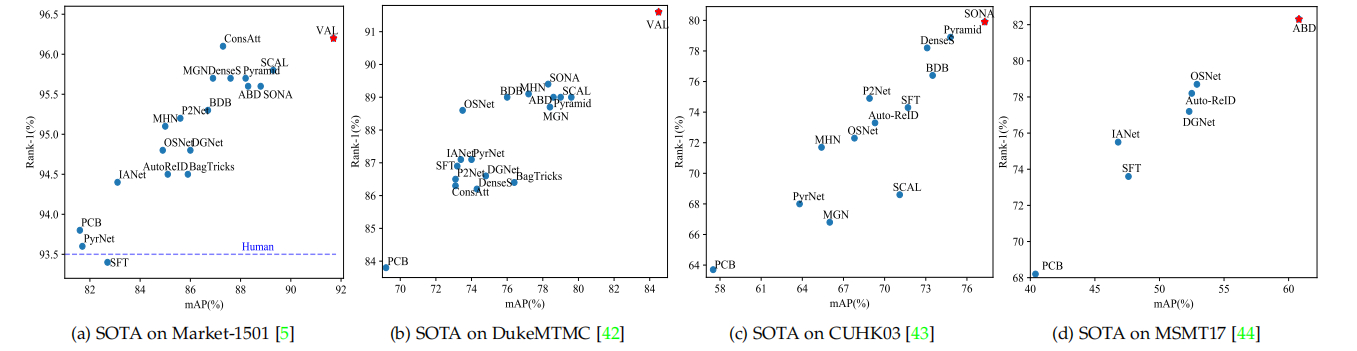 96.5
96.0
95.5
95.0
94.5
94.0
93.5
Rank-1(%)
VAL
ConsAtt
SCAL
MGN DenseS Pyramid
ABD SONA
BDB
P2Net
MHN
OSNet DGNet
AutoReID BagTricks
IANet
PCB
PyrNet
Human
SFT
82 84 86 88 90 92
mAP(%)
(a) SOTA on Market-1501 [5]
91
90
89
88
87
86
85
84
Rank-1(%)
VAL
SONA
BDB MHN SCAL
ABD Pyramid
OSNet
MGN
IANet PyrNet
SFT
P2Net DGNet
DenseS BagTricks
ConsAtt
PCB
70 72 74 76 78 80 82 84
mAP(%)
(b) SOTA on DukeMTMC [42]
80
78
76
74
72
70
68
66
64
Rank-1(%)
SONA
Pyramid
DenseS
BDB
P2Net
SFT
Auto-ReID
OSNet
MHN
SCAL
PyrNet
MGN
PCB
58 61 64 67 70 73 76
mAP(%)
(c) SOTA on CUHK03 [43]
82
80
78
76
74
72
70
68
Rank-1(%)
ABD
OSNet
Auto-ReID
DGNet
IANet
SFT
PCB
40 45 50 55 60
mAP(%)
(d) SOTA on MSMT17 [44]